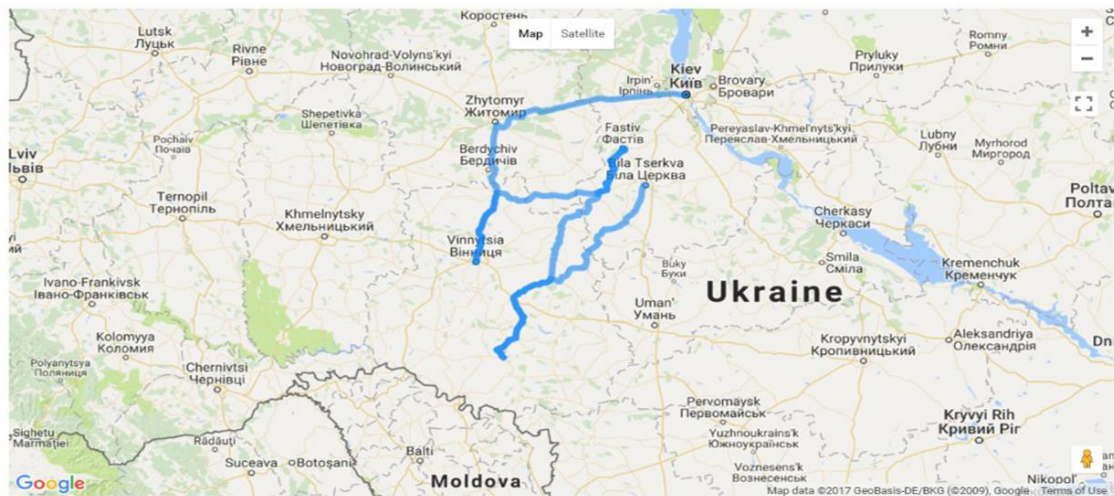 Коростень
Lutsk
Луцьк
Rivne
Рівне
Novohrad-Volyns'kyi
Новоград-Волинський
Map
Satellite
Kiev
Київ
Irpin'
Ірпінь
Brovary
Бровари
Pryluky
Прилуки
Romny
Ромни
Zhytomyr
Житомир
Shepetivka
Шепетівка
Fastiv
Фастів
Pereyaslav-Khmel'nyts'kyi
Переяслав-Хмельницький
Lubny
Лубни
Myrhorod
Миргород
Pochaiv
Почаїв
Lviv
Львів
Berdychiv
Бердичів
Bila Tserkva
Біла Церква
Ternopil
Тернопіль
Khmelnytsky
Хмельницький
Poltav
Полтав
Cherkasy
Черкаси
Vinnytsia
Вінниця
Buky
Буки
Smila
Сміла
Kremenchuk
Кременчук
Ivano-Frankivsk
Івано-Франківськ
Uman'
Умань
Ukraine
Kolomyya
Коломия
Polyanytsya
Поляниця
Chernivtsi
Чернівці
Kropyvnytskyi
Кропивницький
Aleksandriya
Олександрія
Dn
Pervomaysk
Первомайськ
Kryvyi Rih
Кривий Ріг
Sighetu
Marmației
Rădăuți
Yuzhnoukrains'k
Южноукраїнськ
Balti
Suceava
Botoșani
Moldova
Voznesens'k
Вознесенськ
Nikopol'
Google
Map data ©2017 GeoBasis-DE/BKG (©2009), Google
Terms of Use